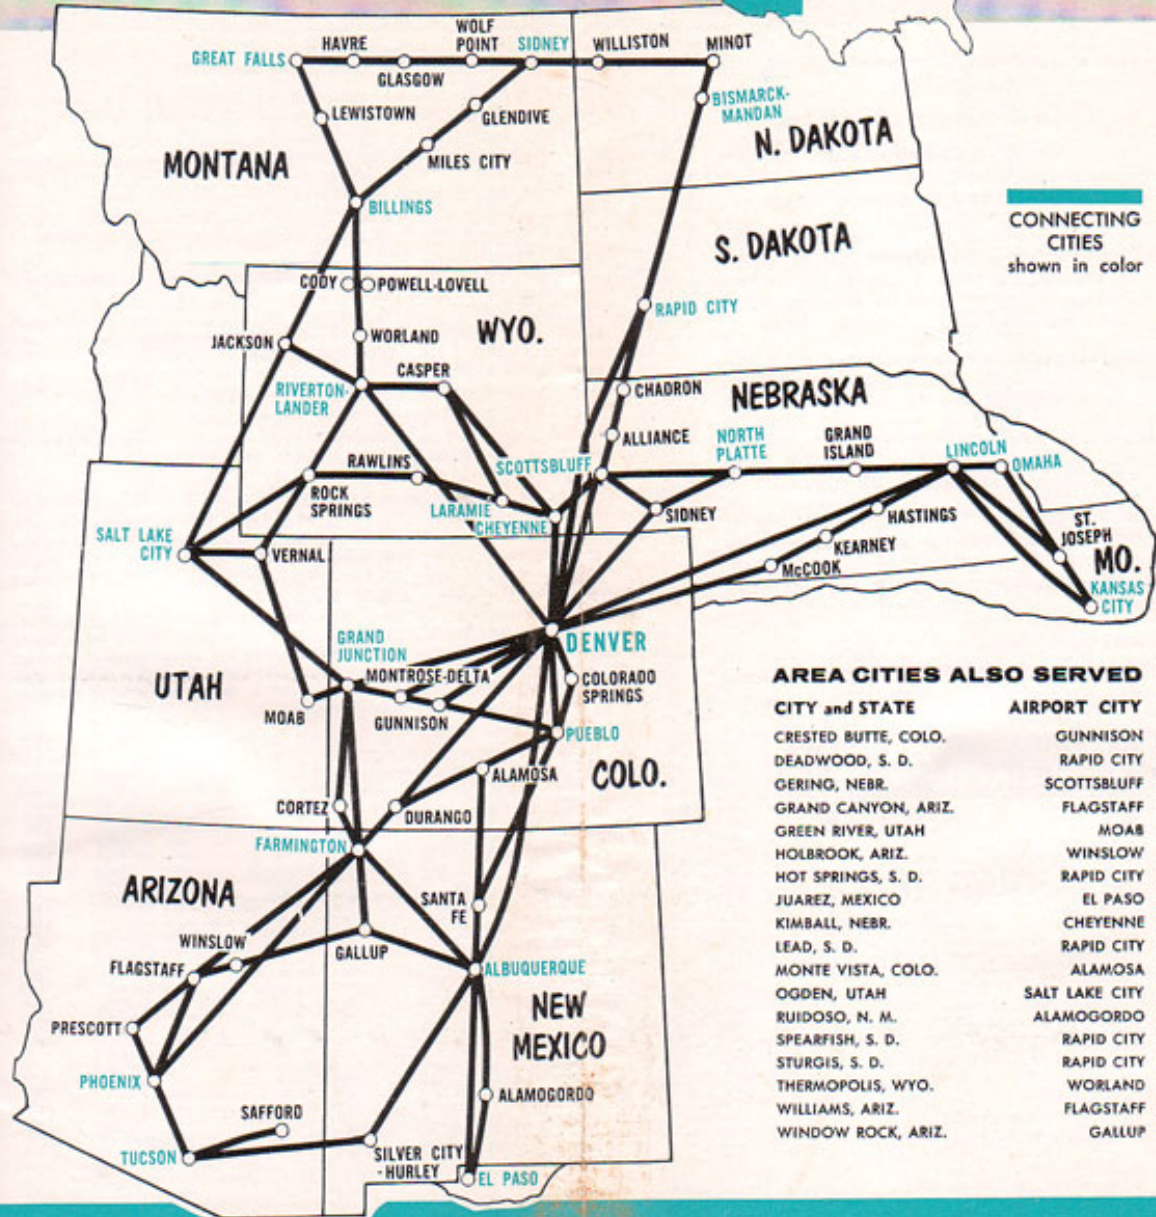 GREAT FALLS
HAVRE
GLASGOW
WOLF
POINT
SIDNEY
WILLISTON
MINOT
BISMARCK-
MANDAN
LEWISTOWN
GLENDIVE
MILES CITY
MONTANA
N. DAKOTA
BILLINGS
CONNECTING
CITIES
shown in color
S. DAKOTA
CODY
POWELL-LOVELL
RAPID CITY
JACKSON
WORLAND
WYO.
CASPER
RIVERTON-
LANDER
CHADRON
NEBRASKA
ALLIANCE
NORTH
PLATTE
GRAND
ISLAND
LINCOLN
OMAHA
RAWLINS
SCOTTSBLUFF
ROCK
SPRINGS
LARAMIE
CHEYENNE
SIDNEY
HASTINGS
KEARNEY
McCOOK
ST.
JOSEPH
MO.
KANSAS
CITY
SALT LAKE
CITY
VERNAL
DENVER
GRAND
JUNCTION
MONTROSE-DELTA
COLORADO
SPRINGS
UTAH
MOAB
GUNNISON
PUEBLO
COLO.
ALAMOSA
CORTEZ
DURANGO
FARMINGTON
ARIZONA
SANTA
FE
WINSLOW
GALLUP
FLAGSTAFF
ALBUQUERQUE
NEW
MEXICO
PRESCOTT
PHOENIX
ALAMOGORDO
SAFFORD
TUCSON
SILVER CITY
-HURLEY
EL PASO
AREA CITIES ALSO SERVED
CITY and STATE AIRPORT CITY
CRESTED BUTTE, COLO. GUNNISON
DEADWOOD, S. D. RAPID CITY
GERING, NEBR. SCOTTSBLUFF
GRAND CANYON, ARIZ. FLAGSTAFF
GREEN RIVER, UTAH MOAB
HOLBROOK, ARIZ. WINSLOW
HOT SPRINGS, S. D. RAPID CITY
JUAREZ, MEXICO EL PASO
KIMBALL, NEBR. CHEYENNE
LEAD, S. D. RAPID CITY
MONTE VISTA, COLO. ALAMOSA
OGDEN, UTAH SALT LAKE CITY
RUIDOSO, N. M. ALAMOGORDO
SPEARFISH, S. D. RAPID CITY
STURGIS, S. D. RAPID CITY
THERMOPOLIS, WYO. WORLAND
WILLIAMS, ARIZ. FLAGSTAFF
WINDOW ROCK, ARIZ. GALLUP